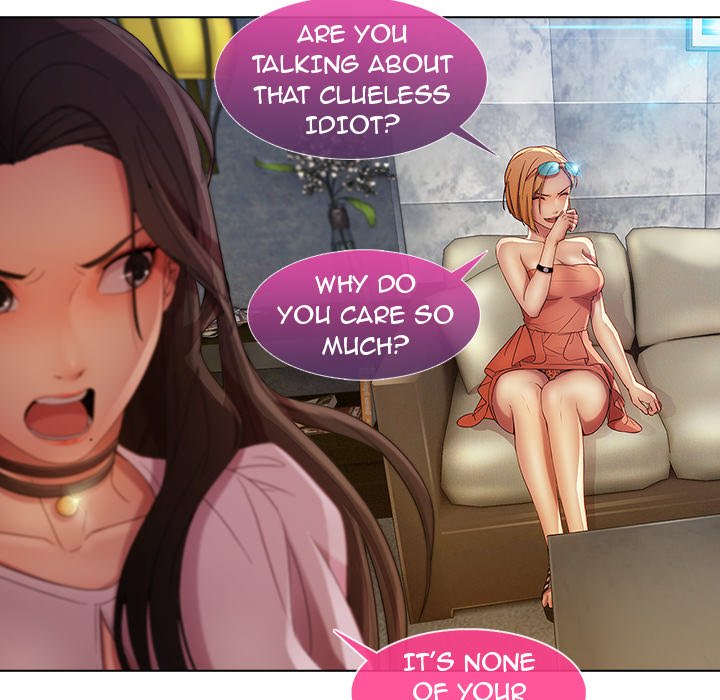 ARE YOU
TALKING ABOUT
THAT CLUELESS
IDIOT?
WHY DO
YOU CARE SO
MUCH?
IT'S NONE
OF YOUR